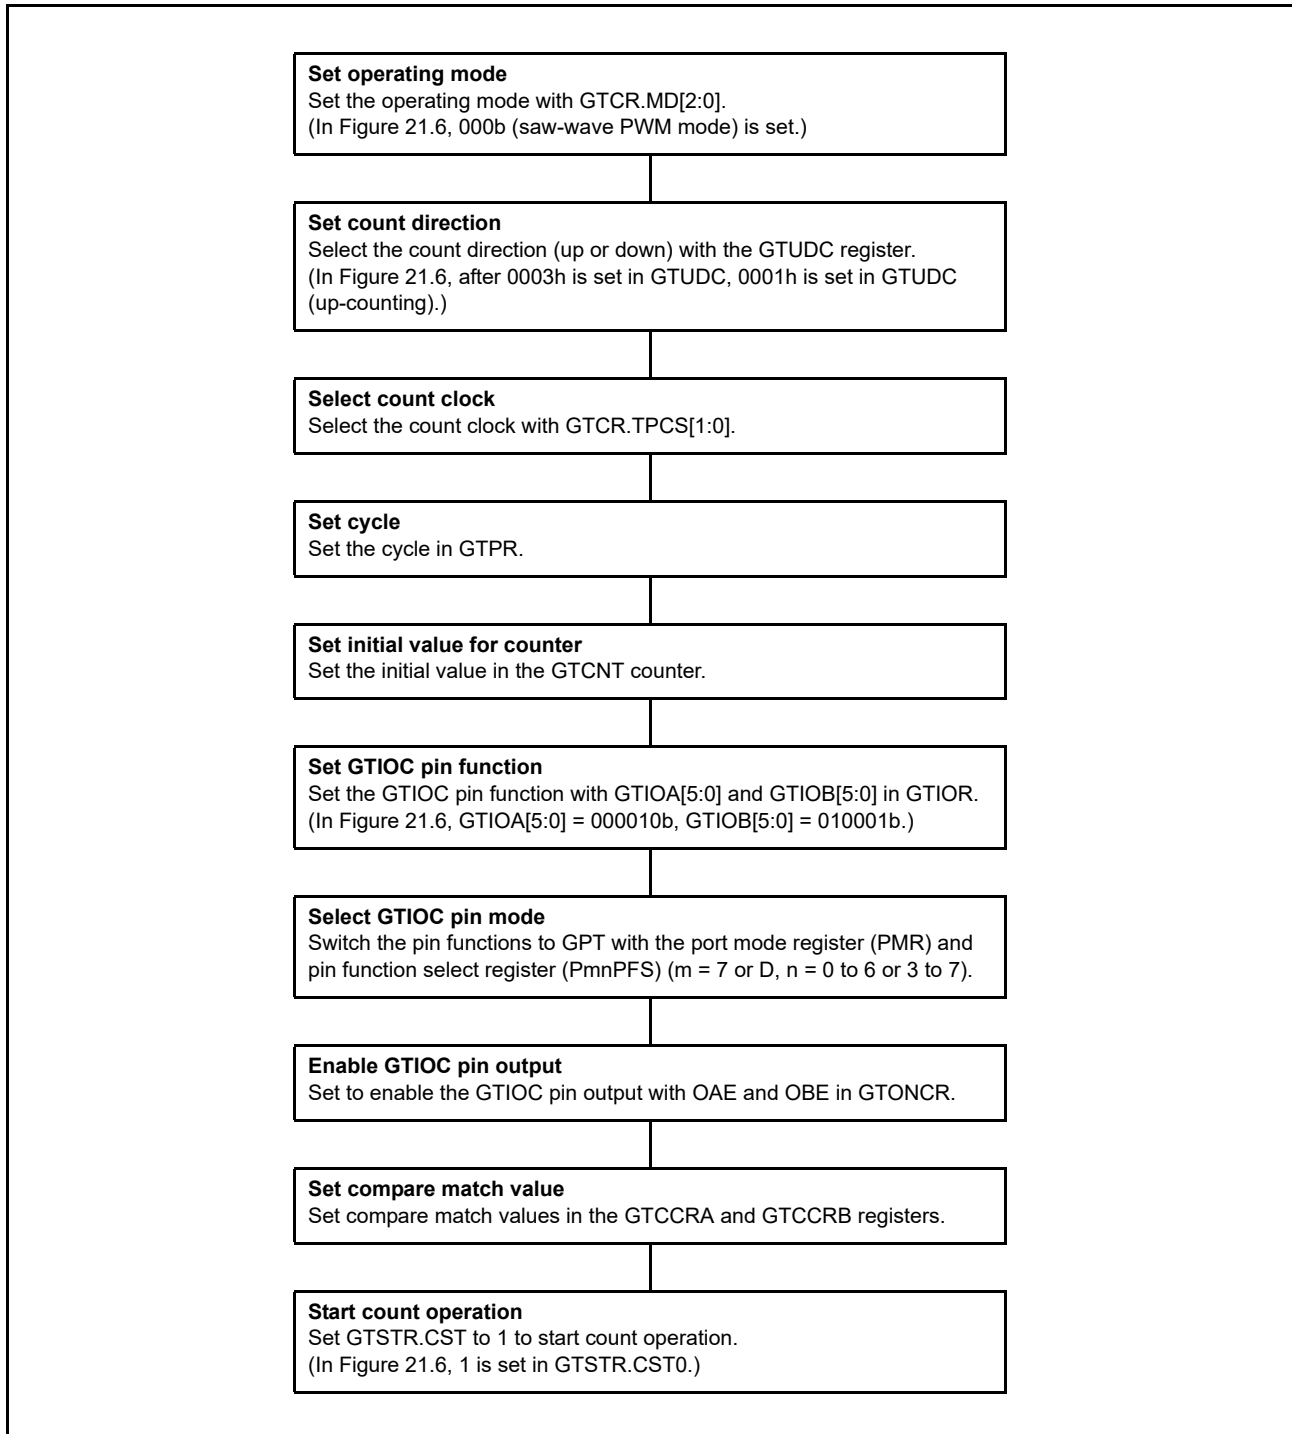 Set operating mode
Set the operating mode with GTCR.MD[2:0].
(In Figure 21.6, 000b (saw-wave PWM mode) is set.)
Set count direction
Select the count direction (up or down) with the GTUDC register.
(In Figure 21.6, after 0003h is set in GTUDC, 0001h is set in GTUDC
(up-counting).)
Select count clock
Select the count clock with GTCR.TPCS[1:0].
Set cycle
Set the cycle in GTPR.
Set initial value for counter
Set the initial value in the GTCNT counter.
Set GTIOC pin function
Set the GTIOC pin function with GTIOA[5:0] and GTIOB[5:0] in GTIOR.
(In Figure 21.6, GTIOA[5:0] = 000010b, GTIOB[5:0] = 010001b.)
Select GTIOC pin mode
Switch the pin functions to GPT with the port mode register (PMR) and
pin function select register (PmnPFS) (m = 7 or D, n = 0 to 6 or 3 to 7).
Enable GTIOC pin output
Set to enable the GTIOC pin output with OAE and OBE in GTONCR.
Set compare match value
Set compare match values in the GTCCRA and GTCCRB registers.
Start count operation
Set GTSTR.CST to 1 to start count operation.
(In Figure 21.6, 1 is set in GTSTR.CST0.)